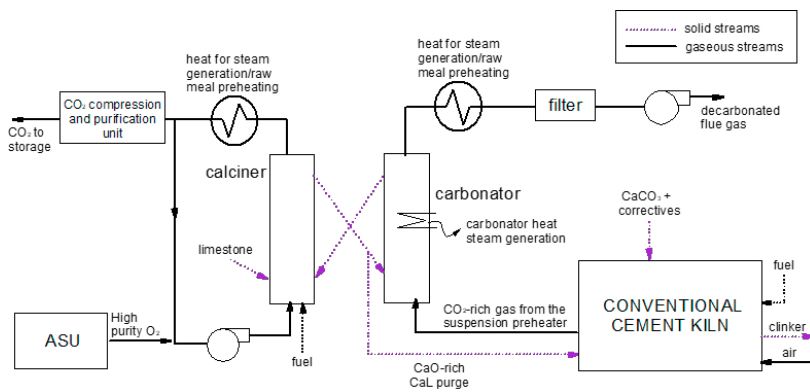 solid streams
gaseous streams
heat for steam
generation/raw
meal preheating
heat for steam
generation/raw
meal preheating
CO₂ compression
and purification
unit
CO₂ to
storage
filter
decarbonated
flue gas
calciner
carbonator
carbonator heat
steam generation
limestone
CaCO₃ +
correctives
High
purity O₂
ASU
fuel
CO₂-rich gas from the
suspension preheater
CONVENTIONAL
CEMENT KILN
fuel
clinker
air
CaO-rich
CaL purge